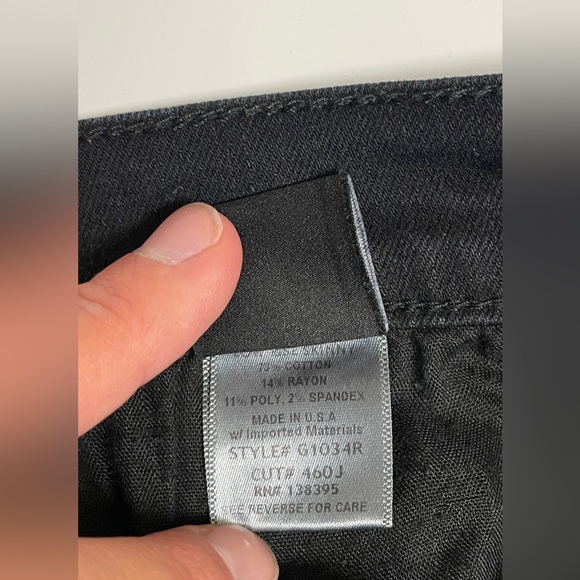 73% COTTON
14% RAYON
11% POLY, 2% SPANDEX
MADE IN U.S.A
w/ Imported Materials
STYLE# G1034R
CUT# 460J
RN# 138395
SEE REVERSE FOR CARE